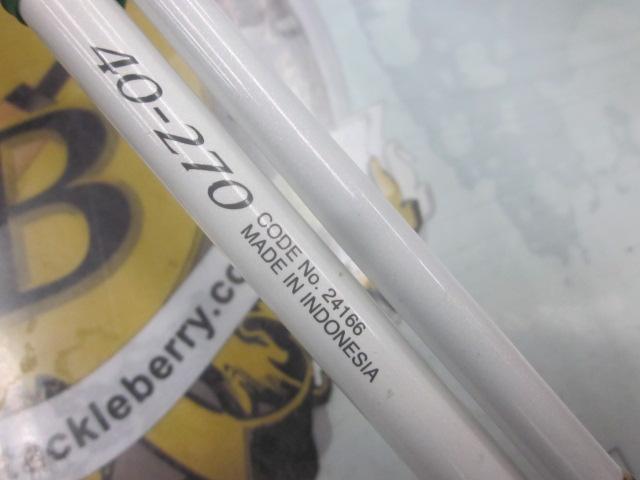 40-270
CODE No. 24166
MADE IN INDONESIA
B
ckleberry.co